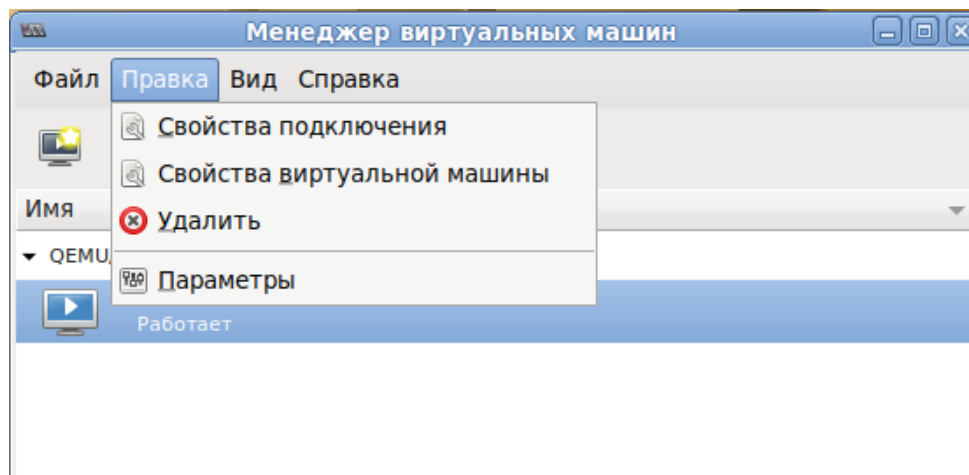 Менеджер виртуальных машин
Файл Правка Вид Справка
Свойства подключения
Свойства виртуальной машины
Имя
Удалить
QEMU
Параметры
Работает